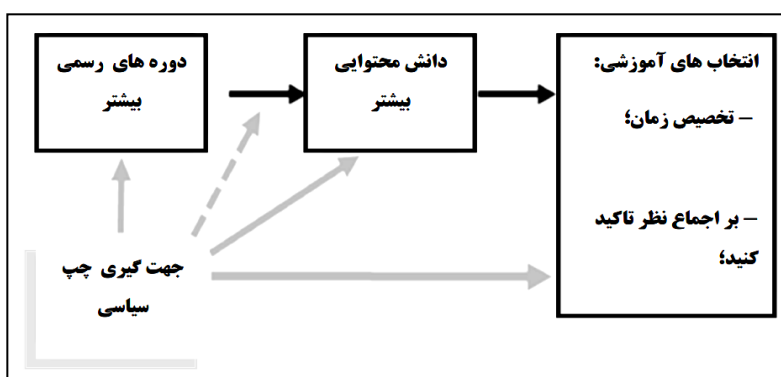 دوره های رسمی
بیشتر
دانش محتوایی
بیشتر
انتخاب های آموزشی:
– تخصیص زمان؛
– بر اجماع نظر تاکید
کنید؛
جهت گیری چپ
سیاسی